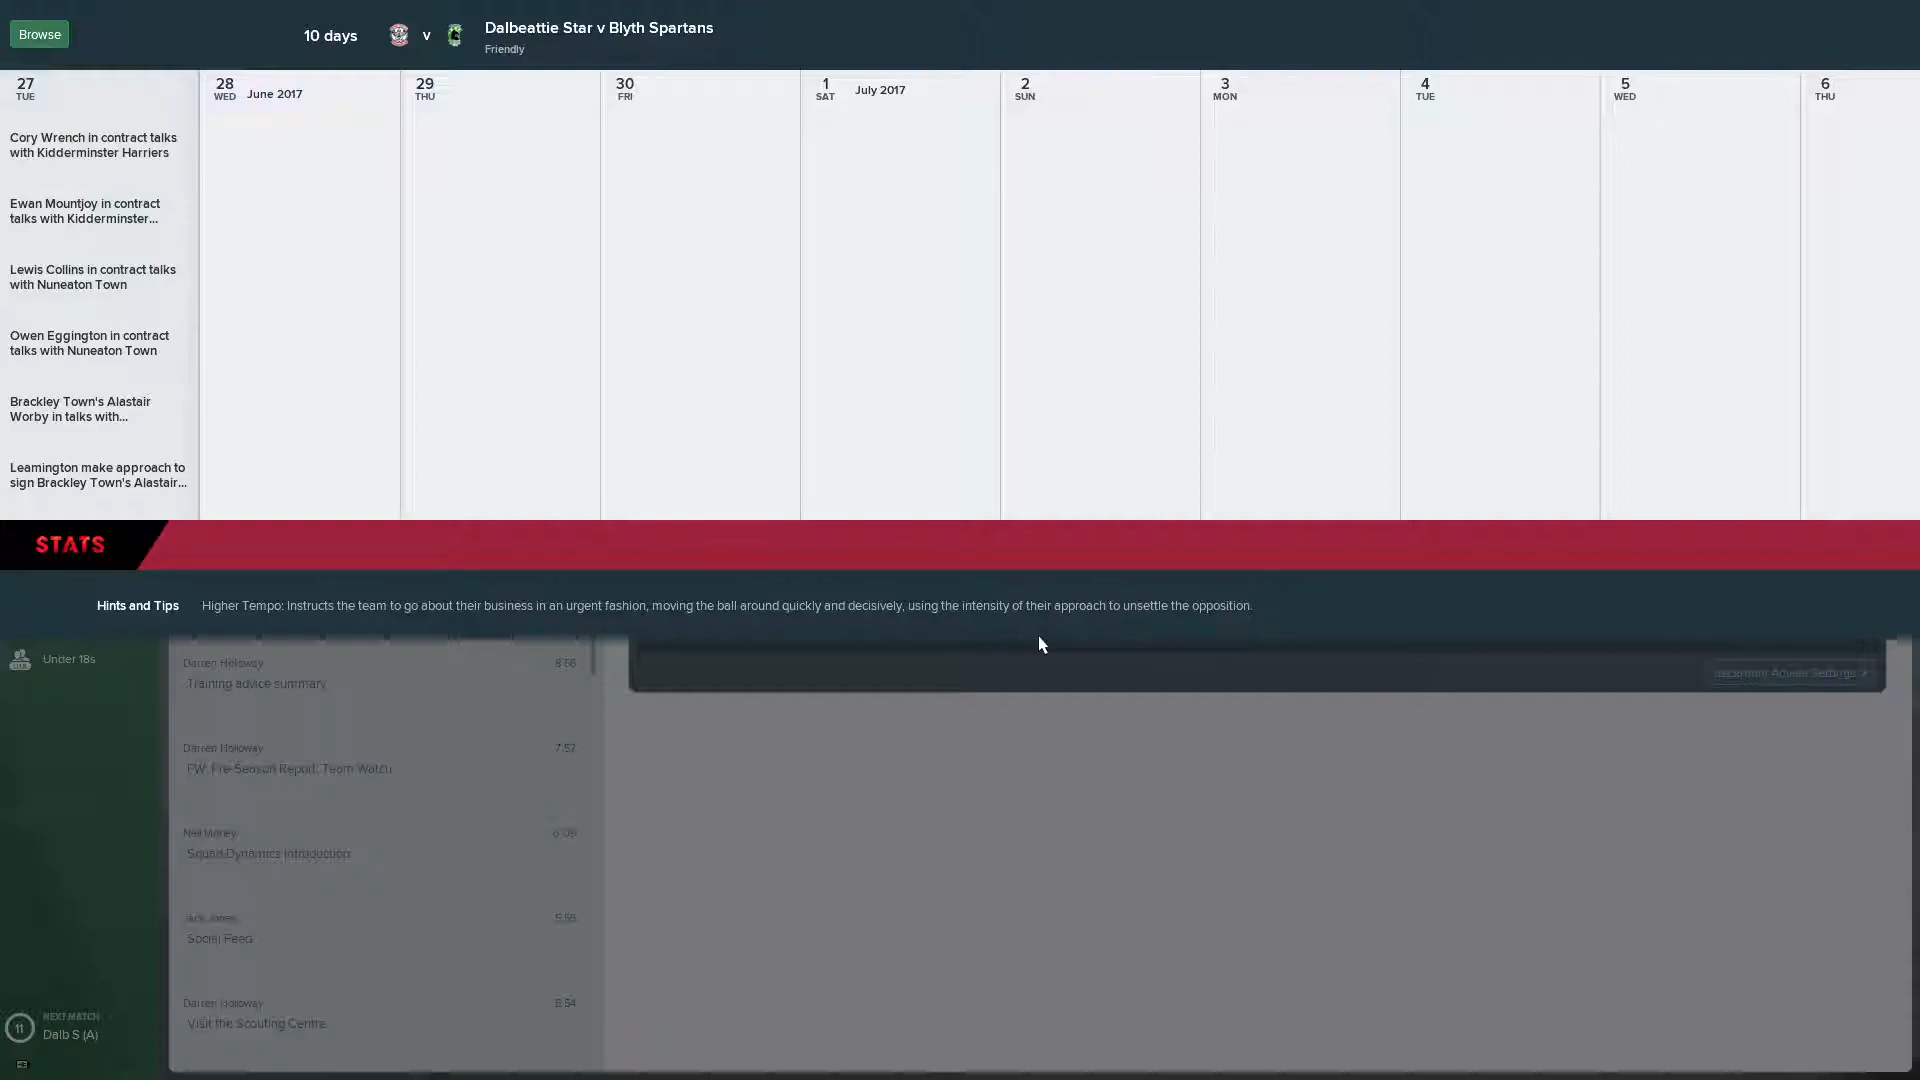 Browse
10 days
v
Dalbeattie Star v Blyth Spartans
Friendly
27
TUE
28
WED
June 2017
29
THU
30
FRI
1
SAT
July 2017
2
SUN
3
MON
4
TUE
5
WED
6
THU
Cory Wrench in contract talks
with Kidderminster Harriers
Ewan Mountjoy in contract
talks with Kidderminster...
Lewis Collins in contract talks
with Nuneaton Town
Owen Eggington in contract
talks with Nuneaton Town
Brackley Town's Alastair
Worby in talks with...
Leamington make approach to
sign Brackley Town's Alastair...
STATS
Hints and Tips
Higher Tempo: Instructs the team to go about their business in an urgent fashion, moving the ball around quickly and decisively, using the intensity of their approach to unsettle the opposition.
Under 18s
Darren Holloway
Training advice summary
Darren Holloway
7:57
FW: Pre-Season Report: Team Watch
Squad Dynamics Introduction
Social Feed
Darren Holloway
Visit the Scouting Centre
11
NEXT MATCH
Dalb S (A)